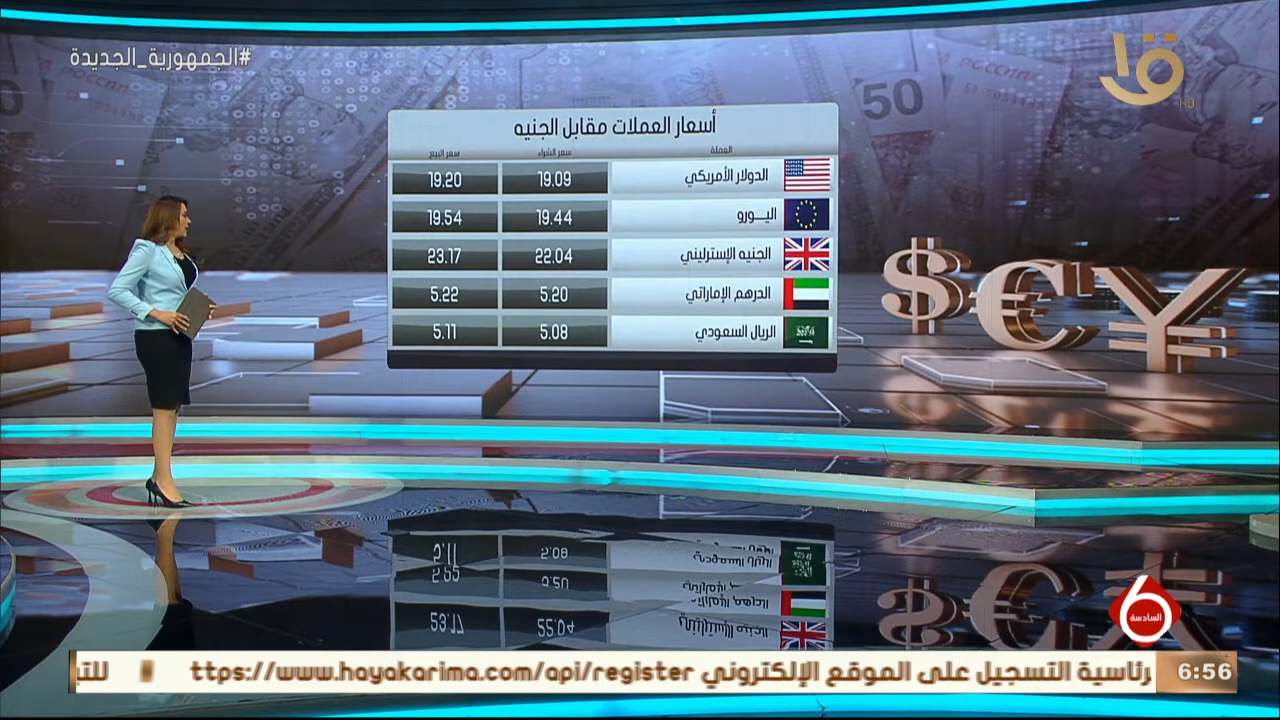 #الجمهورية_الجديدة
HD
50
أسعار العملات مقابل الجنيه
العملة سعر الشراء سعر البيع
الدولار الأمريكي 19.09 19.20
اليـــورو 19.44 19.54
الجنيه الإسترليني 22.04 23.17
الدرهم الإماراتي 5.20 5.22
الريال السعودي 5.08 5.11
$ € ¥
6
السادسة
6:56
رئاسية التسجيل على الموقع الإلكتروني ttps://www.hayakarima.com/api/register